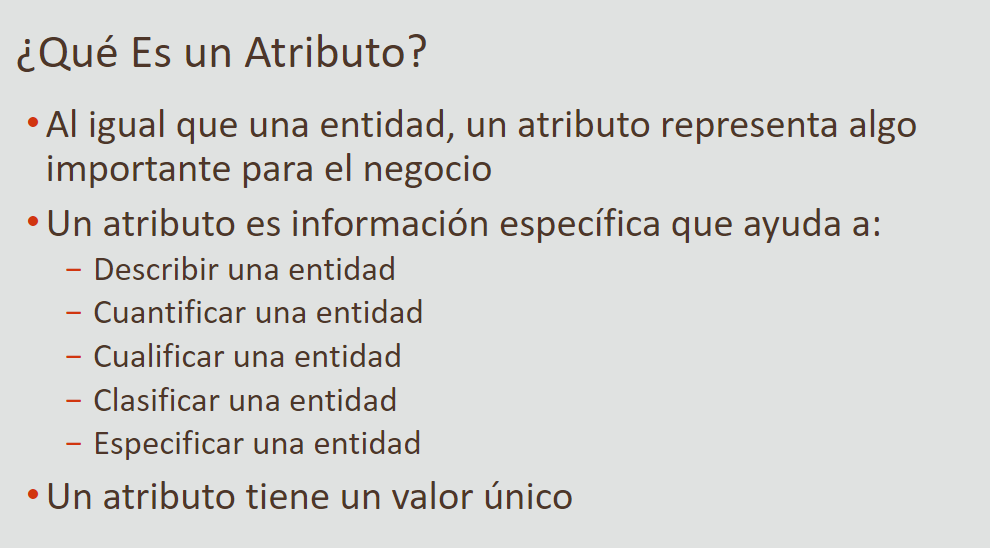 ¿Qué Es un Atributo?
•Al igual que una entidad, un atributo representa algo
importante para el negocio
•Un atributo es información específica que ayuda a:
– Describir una entidad
– Cuantificar una entidad
– Cualificar una entidad
– Clasificar una entidad
– Especificar una entidad
•Un atributo tiene un valor único